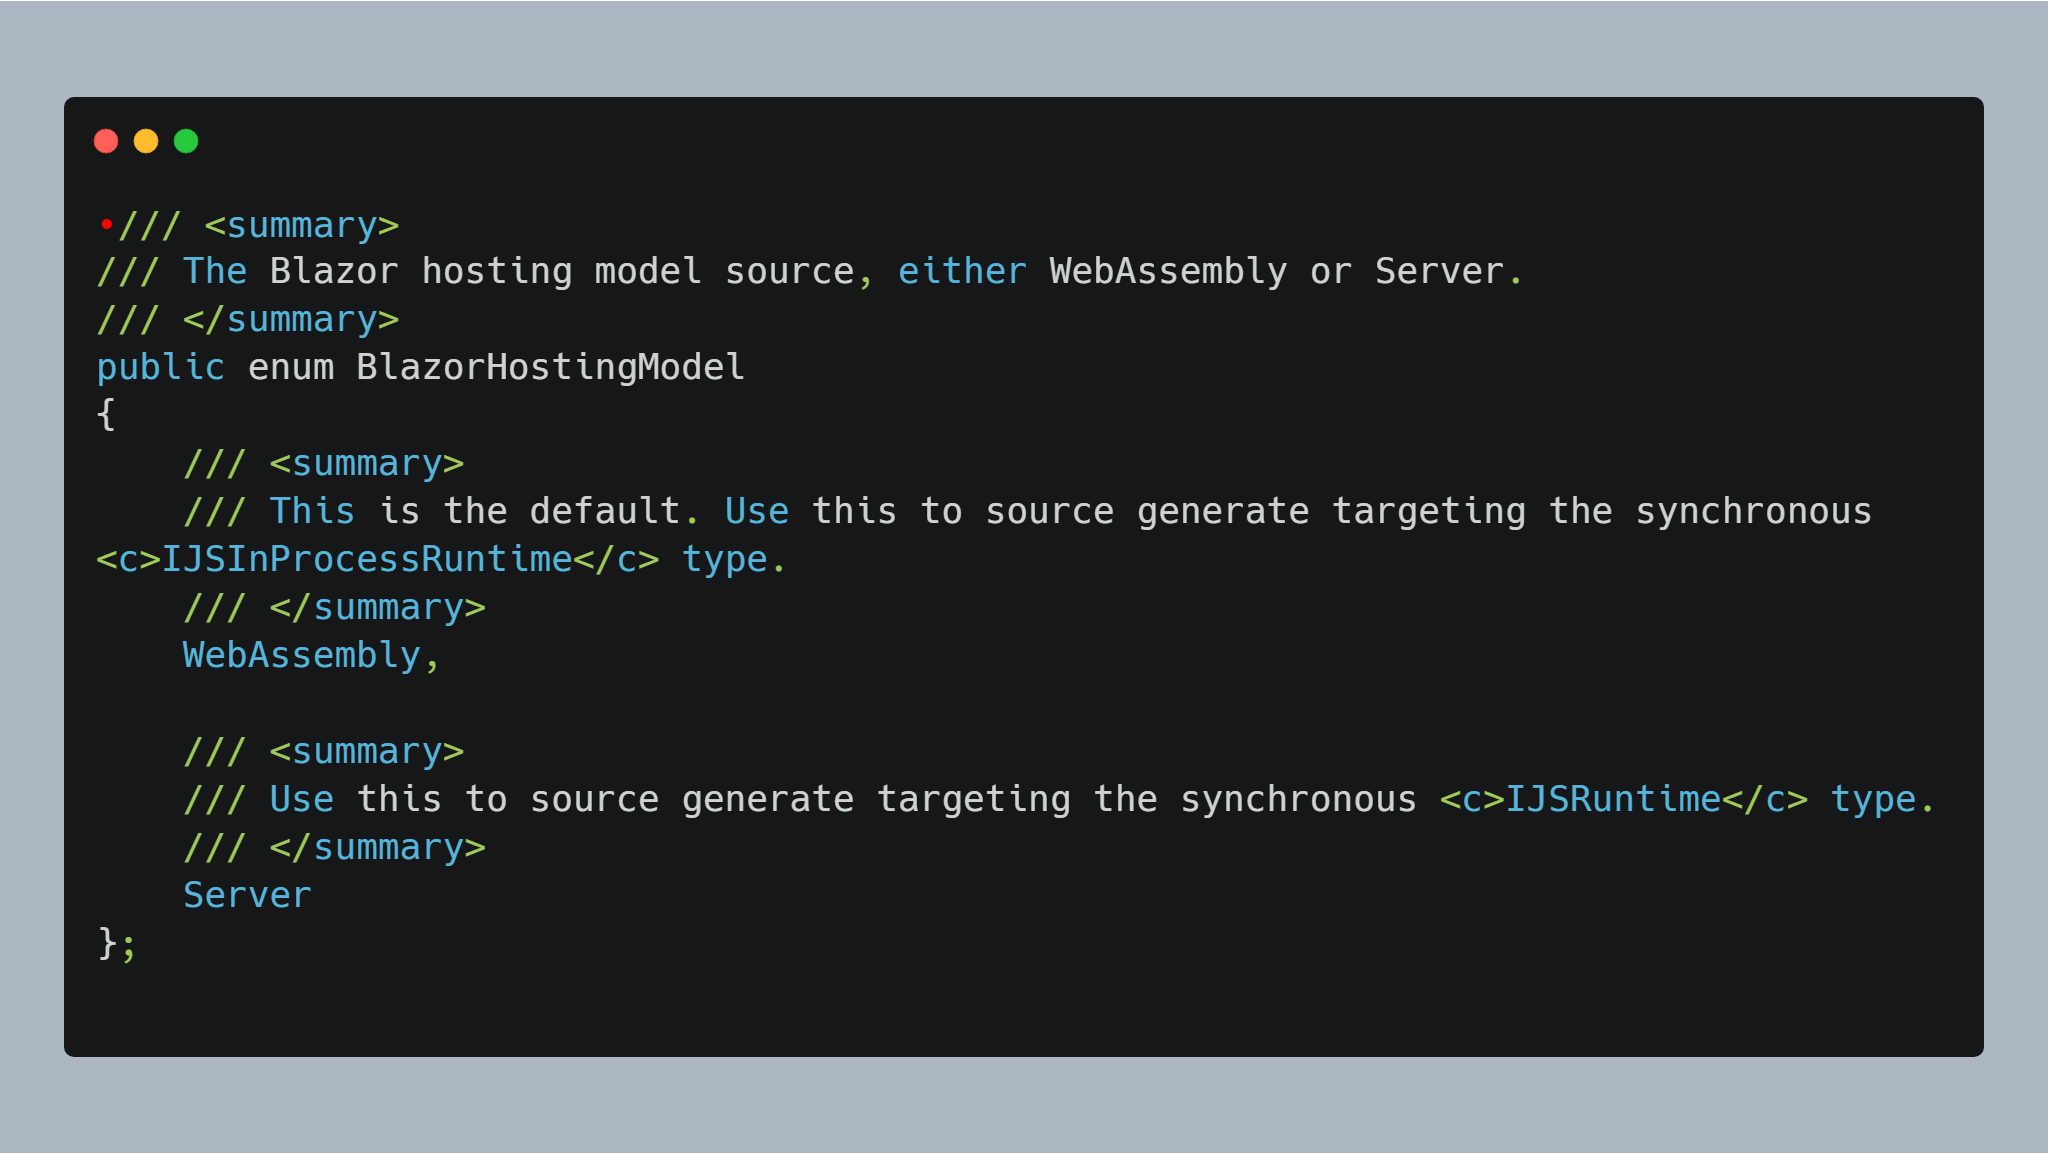 •/// <summary>
/// The Blazor hosting model source, either WebAssembly or Server.
/// </summary>
public enum BlazorHostingModel
{
    /// <summary>
    /// This is the default. Use this to source generate targeting the synchronous
<c>IJSInProcessRuntime</c> type.
    /// </summary>
    WebAssembly,

    /// <summary>
    /// Use this to source generate targeting the synchronous <c>IJSRuntime</c> type.
    /// </summary>
    Server
};